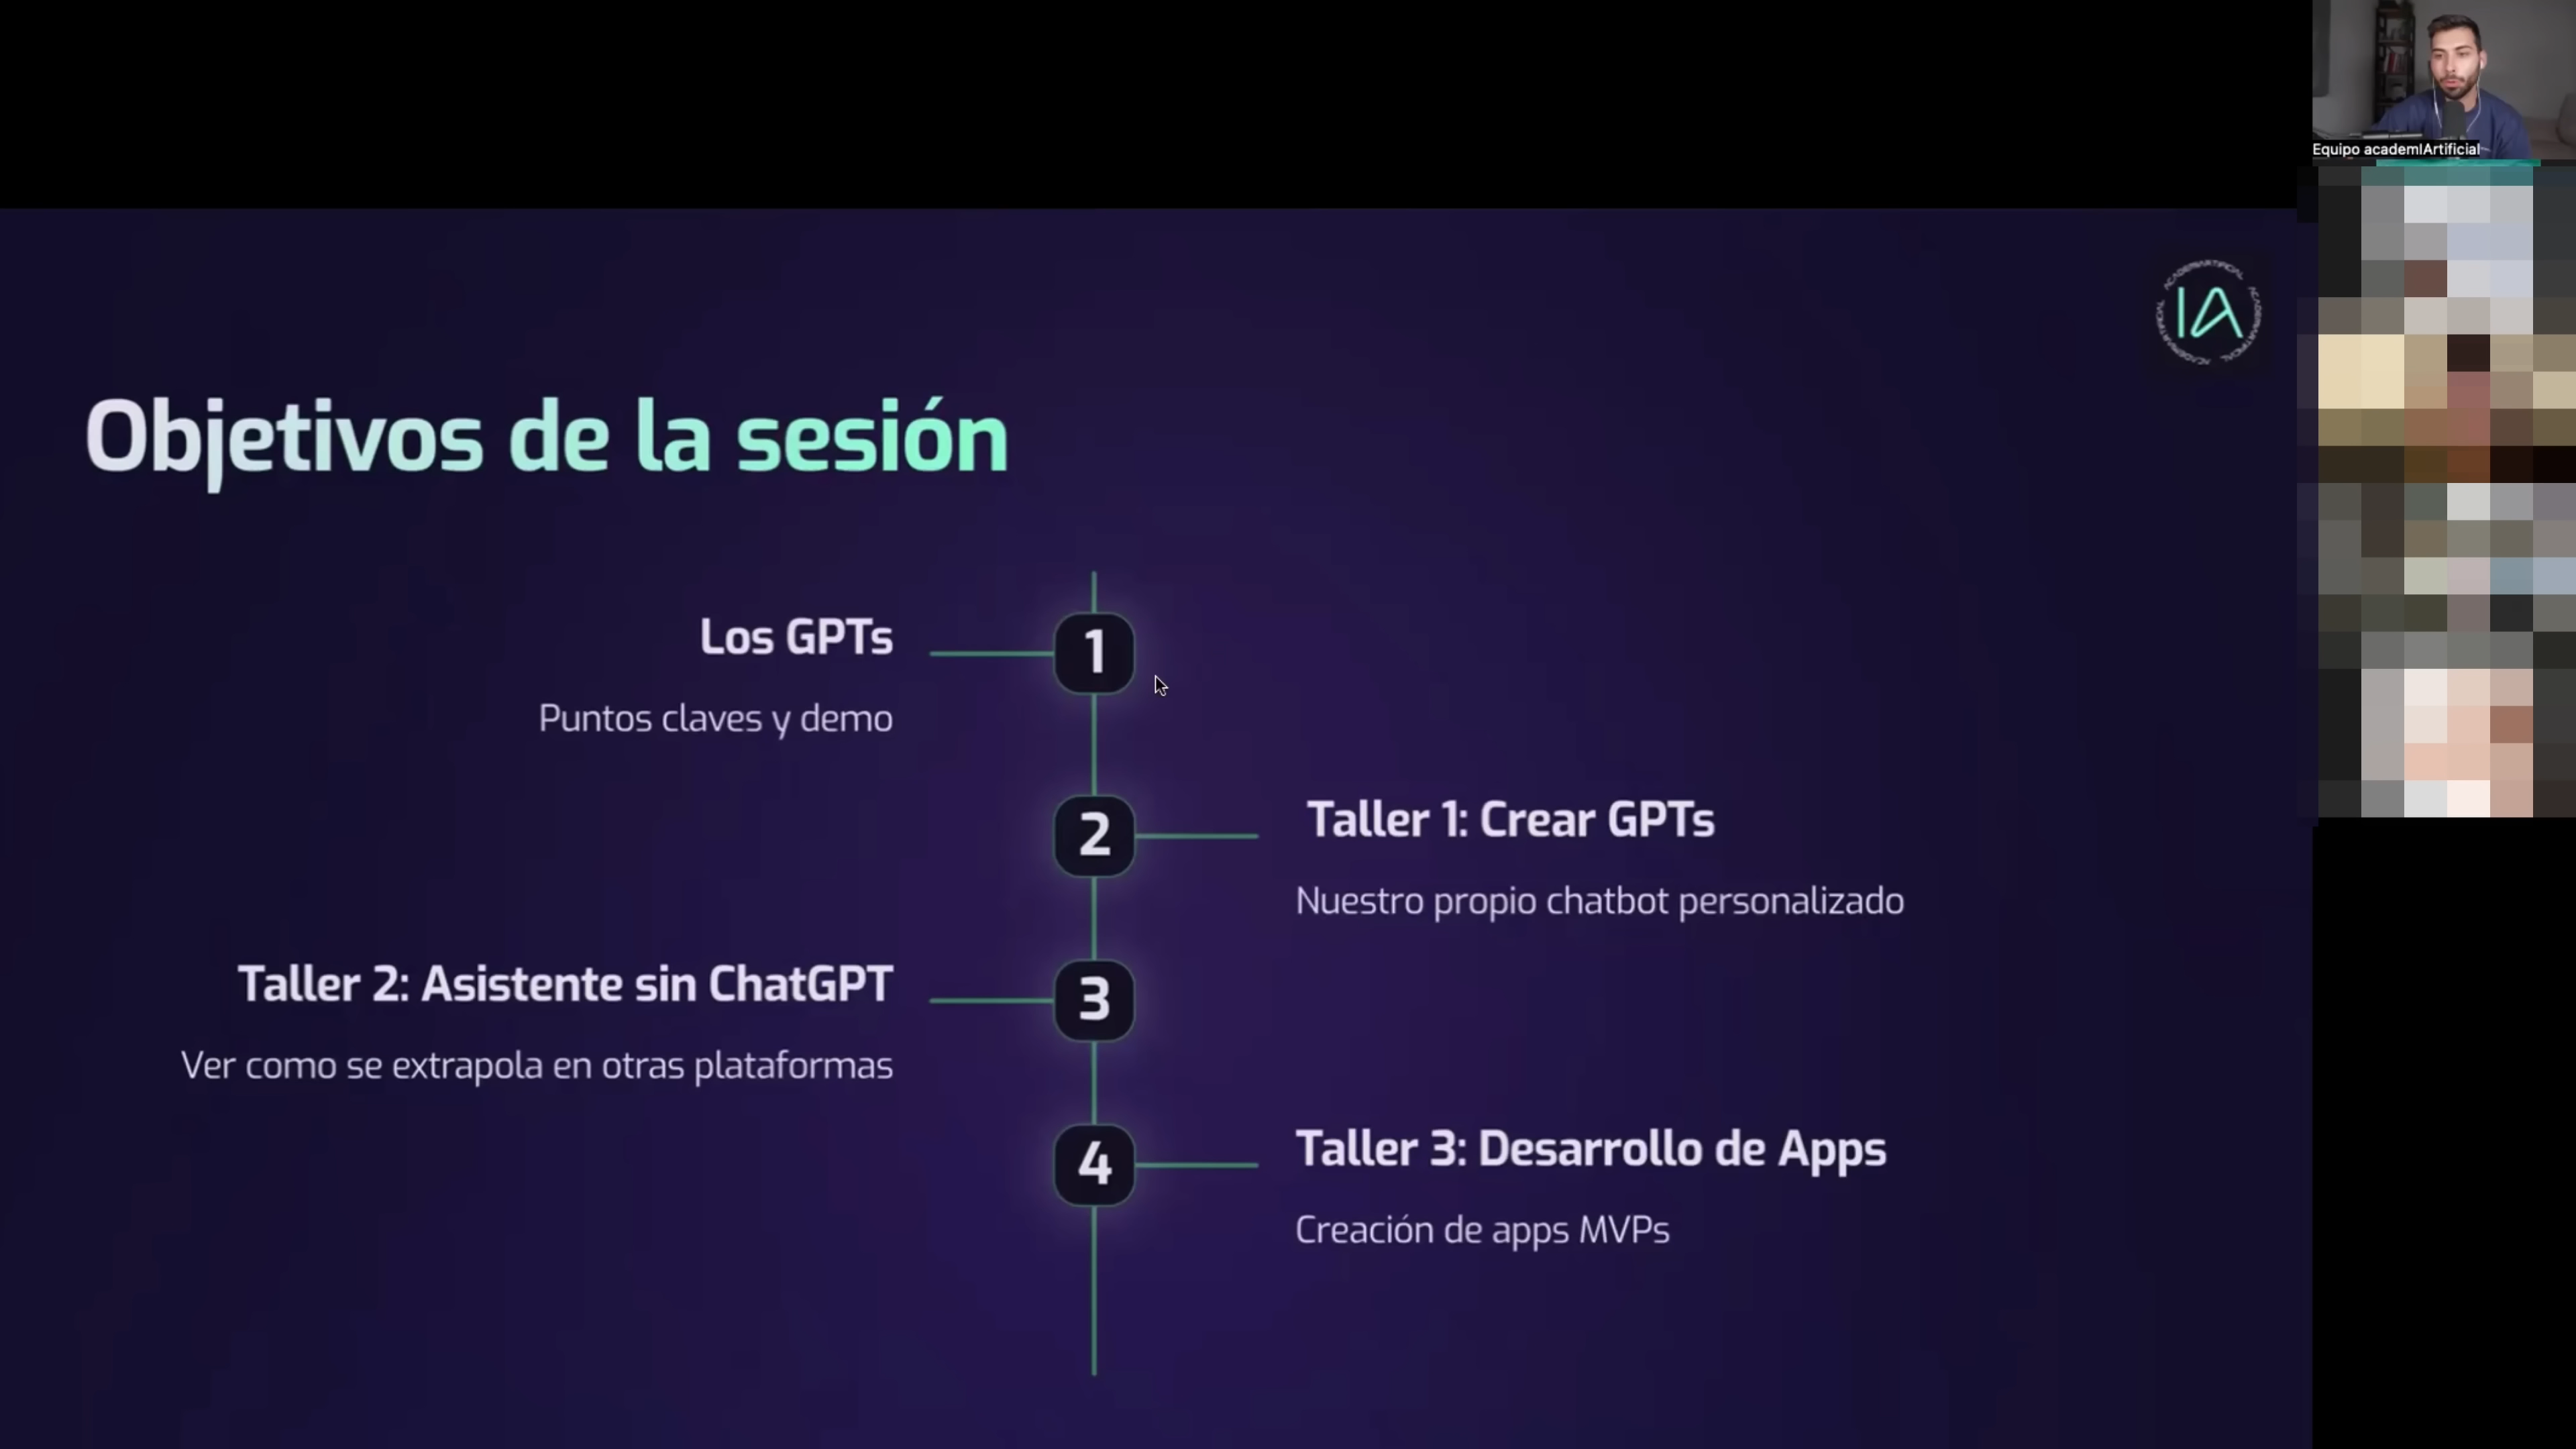 Equipo academIArtificial
IA
Objetivos de la sesión
1
Los GPTs
Puntos claves y demo
2
Taller 1: Crear GPTs
Nuestro propio chatbot personalizado
3
Taller 2: Asistente sin ChatGPT
Ver como se extrapola en otras plataformas
4
Taller 3: Desarrollo de Apps
Creación de apps MVPs